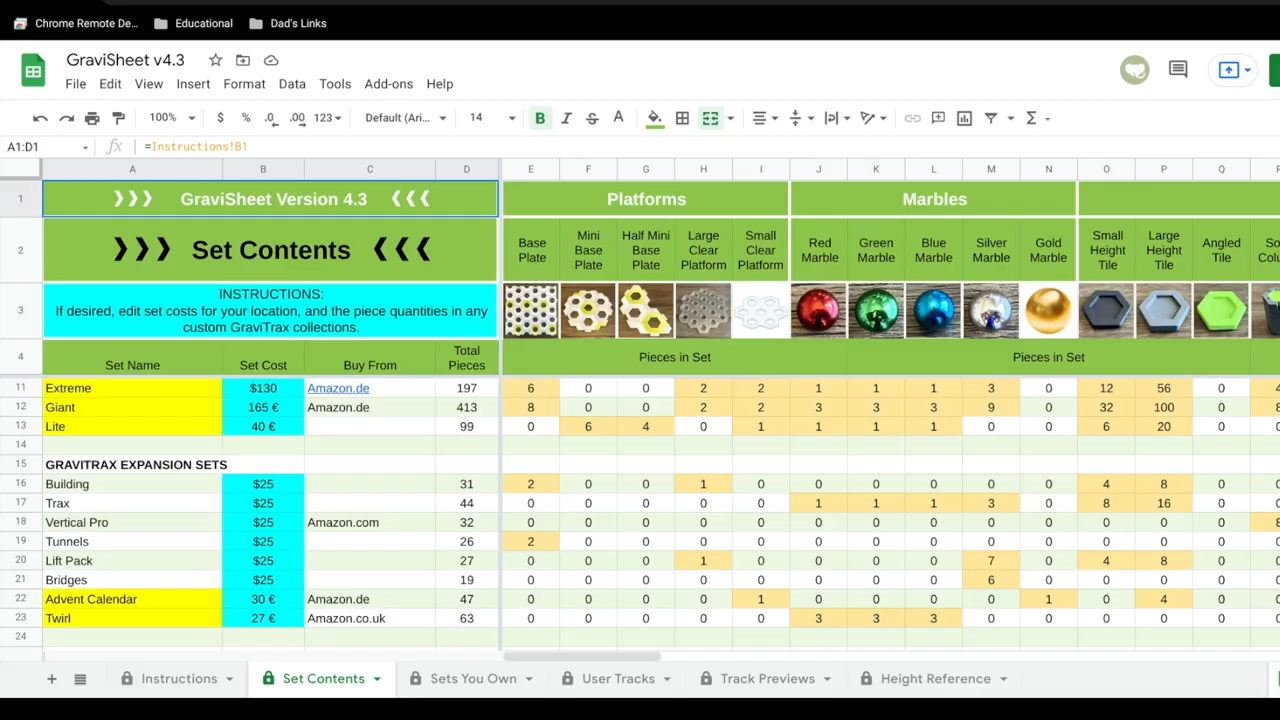 Chrome Remote De... Educational Dad's Links
GraviSheet v4.3
File Edit View Insert Format Data Tools Add-ons Help
100% $ % .0 .00 123 Default (Ari... 14 B I S A
A1:D1 fx =Instructions!B1
A B C D E F G H I J K L M N O P Q
1 ❯❯❯ GraviSheet Version 4.3 ❮❮❮ Platforms Marbles
2 ❯❯❯ Set Contents ❮❮❮ Base Plate Mini Base Plate Half Mini Base Plate Large Clear Platform Small Clear Platform Red Marble Green Marble Blue Marble Silver Marble Gold Marble Small Height Tile Large Height Tile Angled Tile
3 INSTRUCTIONS:
If desired, edit set costs for your location, and the piece quantities in any
custom GraviTrax collections.
4 Set Name Set Cost Buy From Total Pieces Pieces in Set Pieces in Set
11 Extreme $130 Amazon.de 197 6 0 0 2 2 1 1 1 3 0 12 56 0
12 Giant 165 € Amazon.de 413 8 0 0 2 2 3 3 3 9 0 32 100 0
13 Lite 40 € 99 0 6 4 0 1 1 1 1 0 0 6 20 0
14
15 GRAVITRAX EXPANSION SETS
16 Building $25 31 2 0 0 1 0 0 0 0 0 0 4 8 0
17 Trax $25 44 0 0 0 0 0 1 1 1 3 0 8 16 0
18 Vertical Pro $25 Amazon.com 32 0 0 0 0 0 0 0 0 0 0 0 0 0
19 Tunnels $25 26 2 0 0 0 0 0 0 0 0 0 0 0 0
20 Lift Pack $25 27 0 0 0 1 0 0 0 0 7 0 4 8 0
21 Bridges $25 19 0 0 0 0 0 0 0 0 6 0 0 0 0
22 Advent Calendar 30 € Amazon.de 47 0 0 0 0 1 0 0 0 0 1 0 4 0
23 Twirl 27 € Amazon.co.uk 63 0 0 0 0 0 3 3 3 0 0 0 0 0
24
Instructions Set Contents Sets You Own User Tracks Track Previews Height Reference